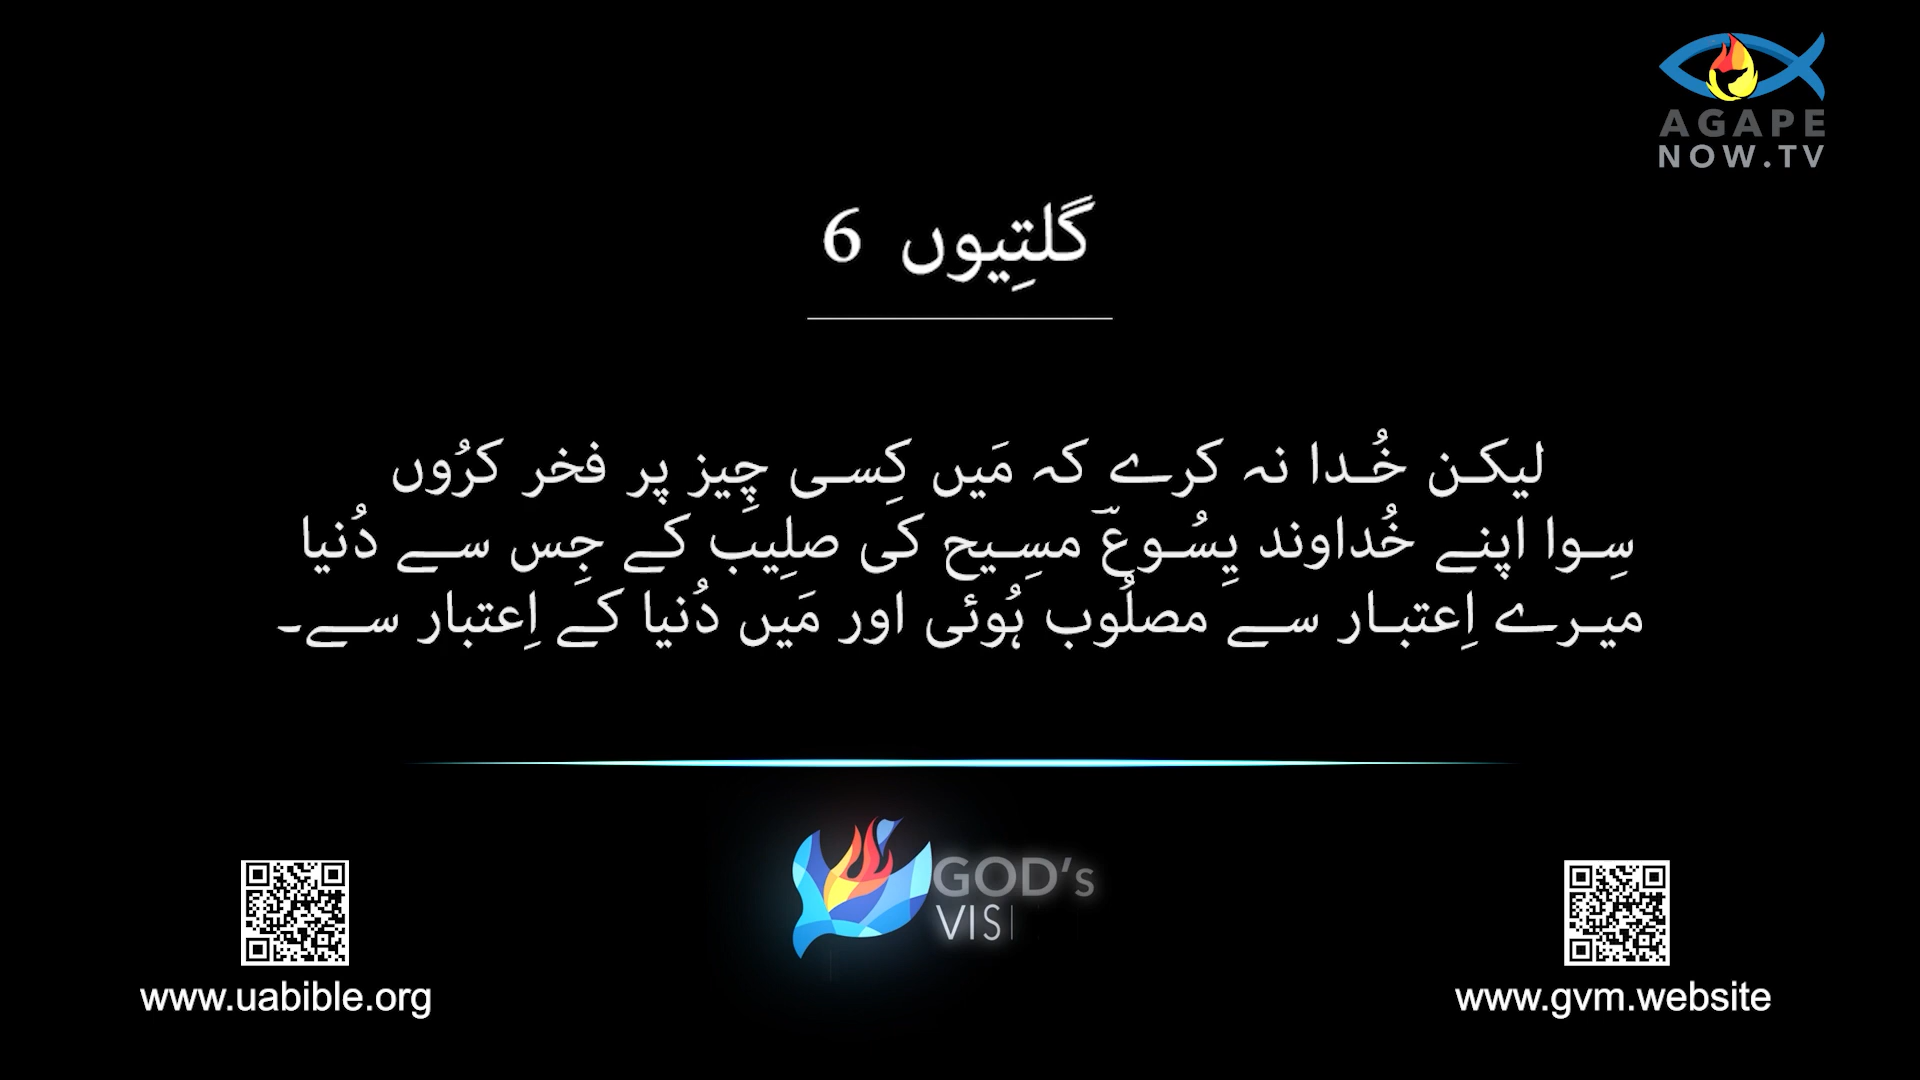 AGAPE
NOW.TV
گلتِیوں 6
لیکن خُدا نہ کرے کہ مَیں کِسی چِیز پر فخر کرُوں
سِوا اپنے خُداوند یِسُوعؔ مسِیح کی صلِیب کے جِس سے دُنیا
میرے اِعتبار سے مصلُوب ہُوئی اور مَیں دُنیا کے اِعتبار سے۔
GOD's
VISI
www.uabible.org
www.gvm.website